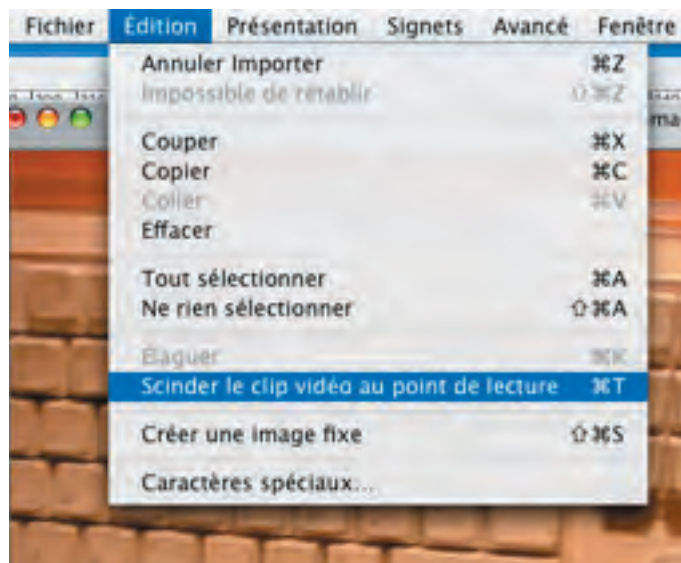 Fichier Édition Présentation Signets Avancé Fenêtre
Annuler Importer ⌘Z
Impossible de rétablir ⇧⌘Z
Couper ⌘X
Copier ⌘C
Coller ⌘V
Effacer
Tout sélectionner ⌘A
Ne rien sélectionner ⇧⌘A
Élaguer ⌘K
Scinder le clip vidéo au point de lecture ⌘T
Créer une image fixe ⇧⌘S
Caractères spéciaux...